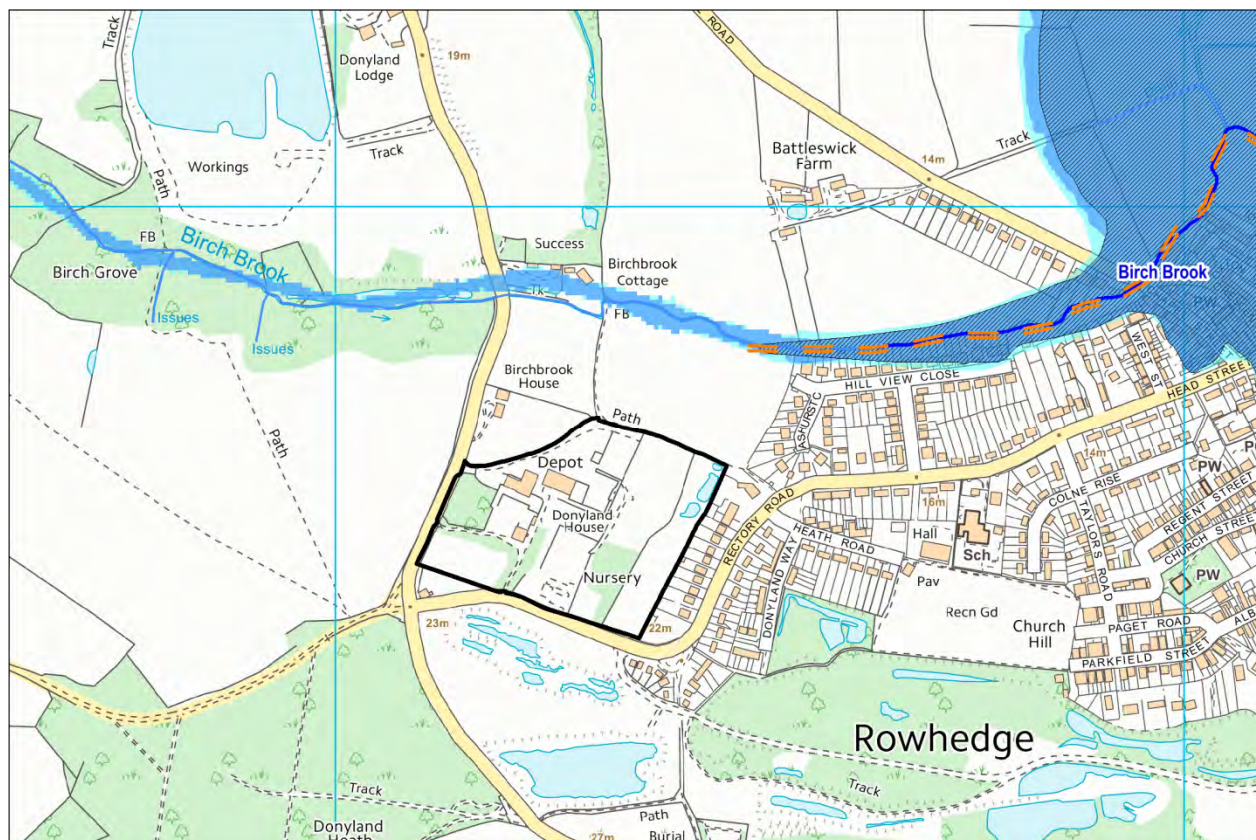 Track
Donyland
Lodge
19m
ROAD
Workings
Track
Path
FB
Birch Brook
Birch Grove
Issues
Issues
Success
Birchbrook
Cottage
Tk
FB
Battleswick
Farm
14m
Track
Birch Brook
PW
Birchbrook
House
Path
Path
Depot
Donyland
House
Nursery
23m
22m
HILL VIEW CLOSE
ASHURST C
WEST ST
HEAD STREET
RECTORY ROAD
HEATH ROAD
DONYLAND WAY
16m
Hall
Sch
Pav
Recn Gd
Church
Hill
14m
COLNE RISE
TAYLORS ROAD
REGENT STREET
CHURCH STREET
PW
PW
PAGET ROAD
PARKFIELD STREET
Rowhedge
Track
Track
Donyland
Heath
Path
27m
Burial